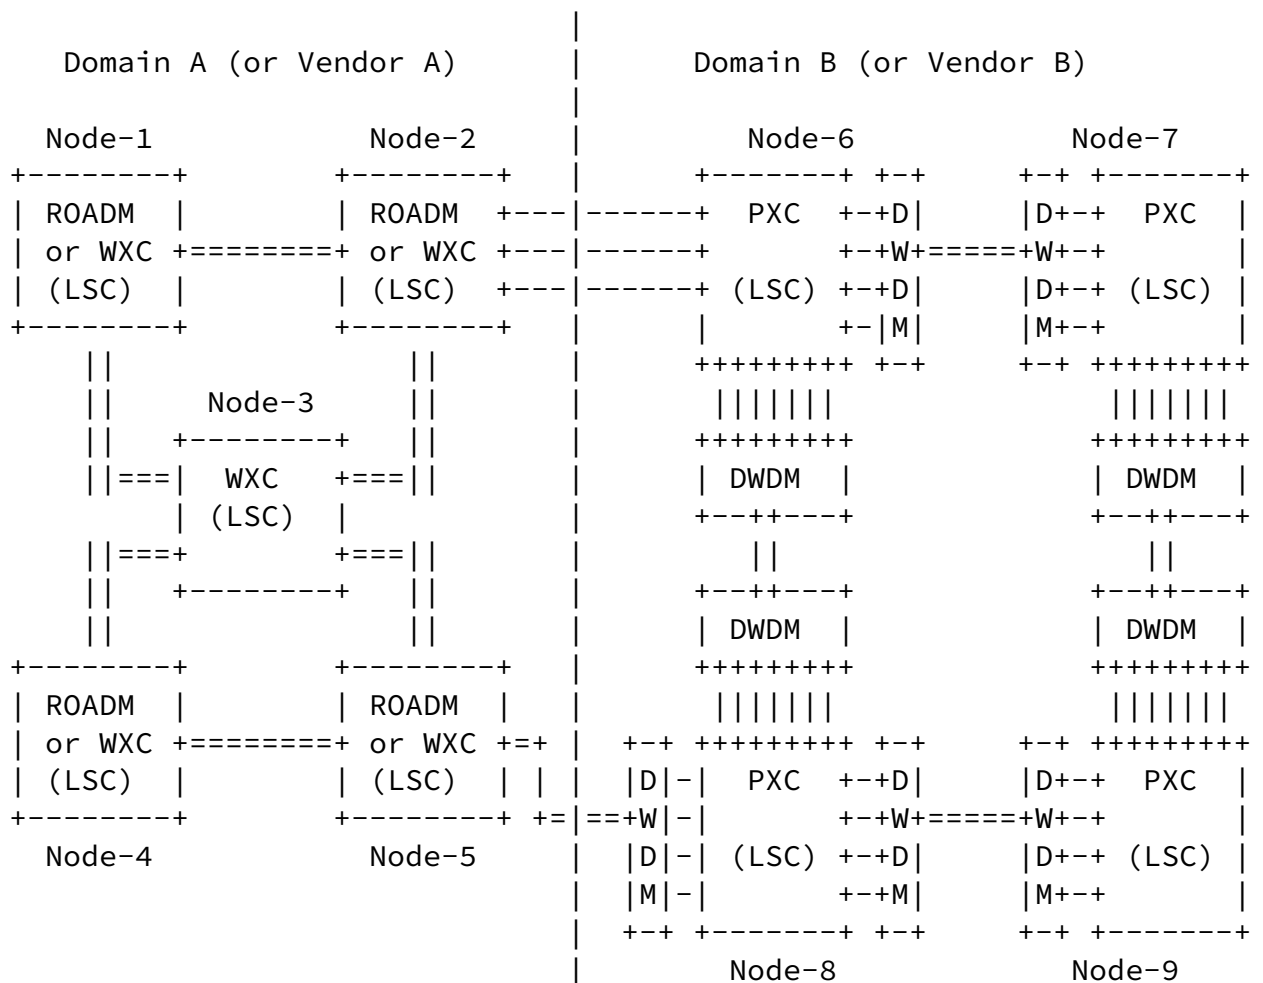 |
   Domain A (or Vendor A)       |      Domain B (or Vendor B)
                                |
  Node-1            Node-2      |         Node-6            Node-7
+--------+        +--------+    |      +-------+ +-+     +-+ +-------+
| ROADM  |        | ROADM  +---|------+  PXC  +-+D|     |D+-+  PXC  |
| or WXC +========+ or WXC +---|------+       +-+W+=====+W+-+       |
| (LSC)  |        | (LSC)  +---|------+ (LSC) +-+D|     |D+-+ (LSC) |
+--------+        +--------+    |      |       +-|M|     |M+-+       |
    ||                ||        |      +++++++++ +-+     +-+ +++++++++
    ||     Node-3     ||        |       |||||||               |||||||
    ||   +--------+   ||        |      +++++++++             +++++++++
    ||===|  WXC   +===||        |      | DWDM  |             | DWDM  |
         | (LSC)  |             |      +--++---+             +--++---+
    ||===+        +===||        |         ||                    ||
    ||   +--------+   ||        |      +--++---+             +--++---+
    ||                ||        |      | DWDM  |             | DWDM  |
+--------+        +--------+    |      +++++++++             +++++++++
| ROADM  |        | ROADM  |    |       |||||||               |||||||
| or WXC +========+ or WXC +=+  |  +-+ +++++++++ +-+     +-+ +++++++++
| (LSC)  |        | (LSC)  | |  |  |D|-|  PXC  +-+D|     |D+-+  PXC  |
+--------+        +--------+ +=|==+W|-|       +-+W+=====+W+-+       |
  Node-4            Node-5      |  |D|-| (LSC) +-+D|     |D+-+ (LSC) |
                                |  |M|-|       +-+M|     |M+-+       |
                                |  +-+ +-------+ +-+     +-+ +-------+
                                |        Node-8             Node-9